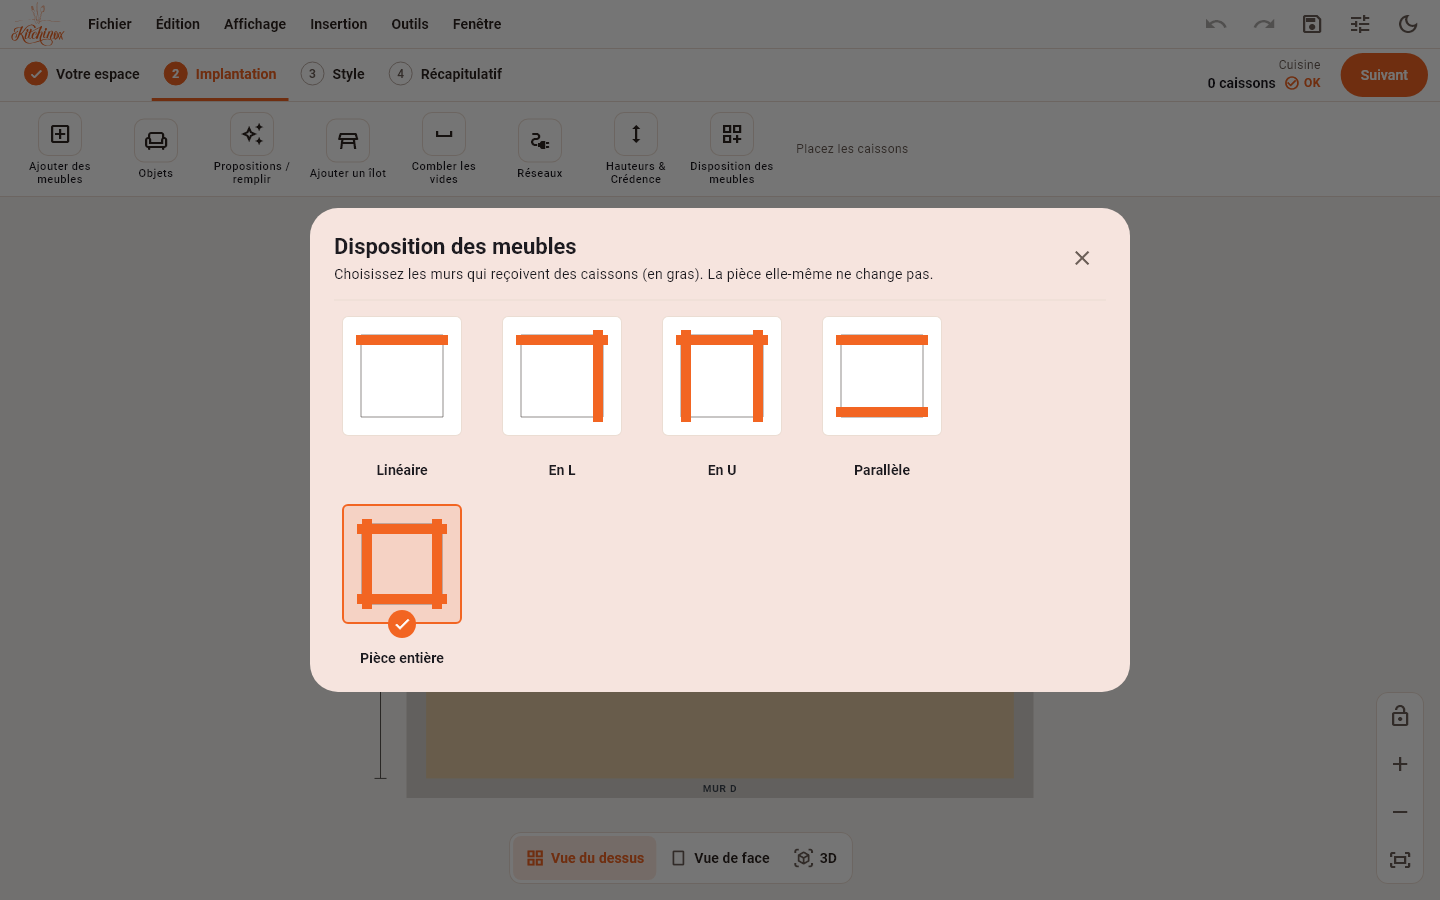 Kitchinox
Fichier
Édition
Affichage
Insertion
Outils
Fenêtre
Votre espace
2
Implantation
3
Style
4
Récapitulatif
Cuisine
0 caissons
OK
Suivant
Ajouter des
meubles
Objets
Propositions /
remplir
Ajouter un îlot
Combler les
vides
Réseaux
Hauteurs &
Crédence
Disposition des
meubles
Placez les caissons
Disposition des meubles
Choisissez les murs qui reçoivent des caissons (en gras). La pièce elle-même ne change pas.
Linéaire
En L
En U
Parallèle
Pièce entière
MUR D
Vue du dessus
Vue de face
3D